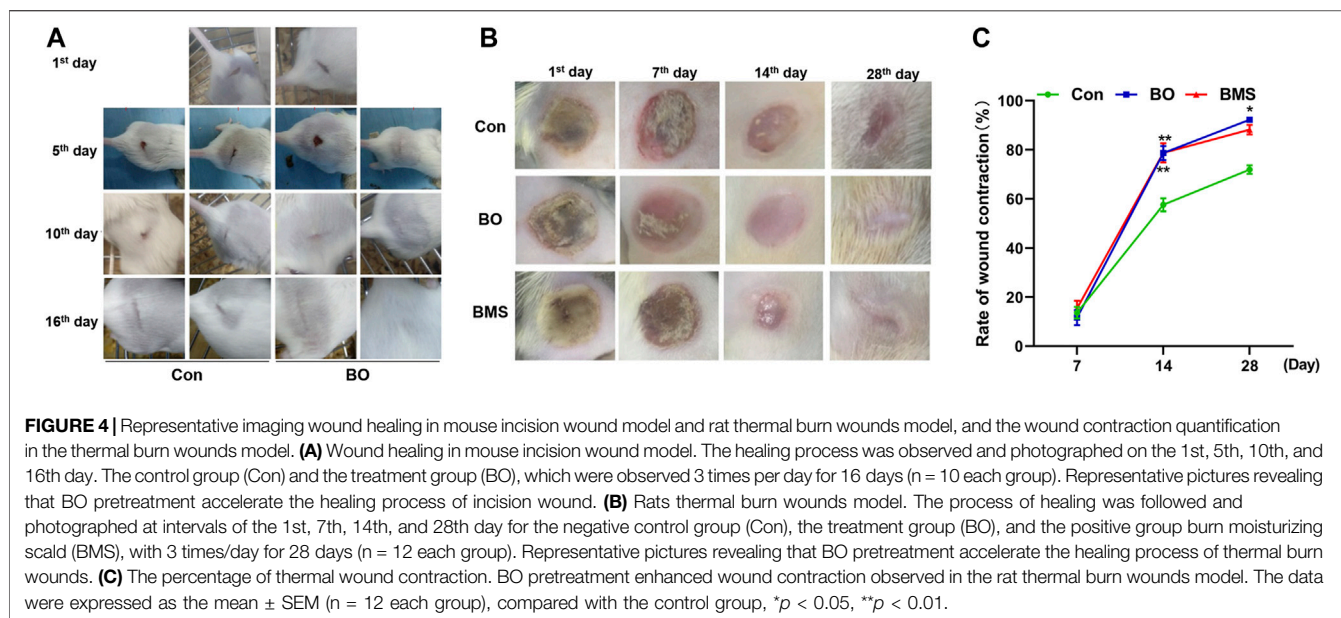 A
1st day
5th day
10th day
16th day
Con
BO
B
1st day
7th day
14th day
28th day
Con
BO
BMS
C
Con
BO
BMS
Rate of wound contraction(%)
100
80
60
40
20
0
**
**
*
7
14
28
(Day)
FIGURE 4 | Representative imaging wound healing in mouse incision wound model and rat thermal burn wounds model, and the wound contraction quantification
in the thermal burn wounds model. (A) Wound healing in mouse incision wound model. The healing process was observed and photographed on the 1st, 5th, 10th, and
16th day. The control group (Con) and the treatment group (BO), which were observed 3 times per day for 16 days (n = 10 each group). Representative pictures revealing
that BO pretreatment accelerate the healing process of incision wound. (B) Rats thermal burn wounds model. The process of healing was followed and
photographed at intervals of the 1st, 7th, 14th, and 28th day for the negative control group (Con), the treatment group (BO), and the positive group burn moisturizing
scald (BMS), with 3 times/day for 28 days (n = 12 each group). Representative pictures revealing that BO pretreatment accelerate the healing process of thermal burn
wounds. (C) The percentage of thermal wound contraction. BO pretreatment enhanced wound contraction observed in the rat thermal burn wounds model. The data
were expressed as the mean ± SEM (n = 12 each group), compared with the control group, *p < 0.05, **p < 0.01.